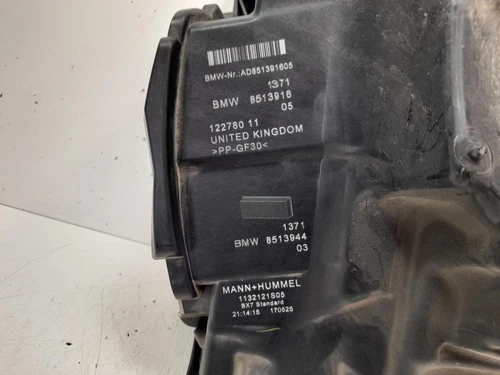 BMW-Nr.:AD851391605
1371
BMW 8513916
05
122780 11
UNITED KINGDOM
>PP-GF30<
1371
BMW 8513944
03
MANN+HUMMEL
1132121S05
BX7 Standard
21:14:15 170525